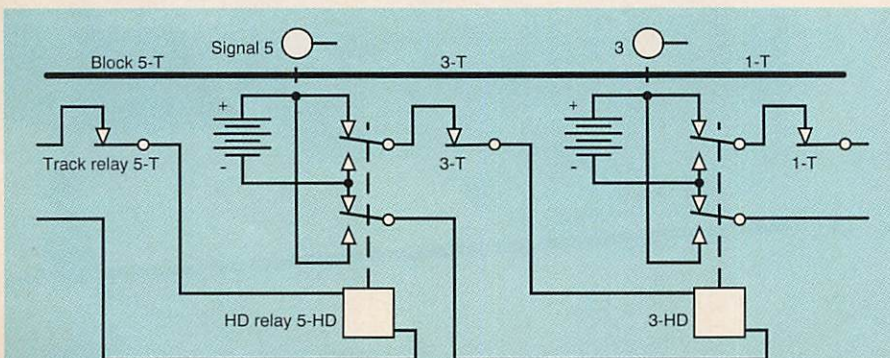 Signal 5
3
Block 5-T
3-T
1-T
+
+
Track relay 5-T
-
3-T
-
1-T
HD relay 5-HD
3-HD